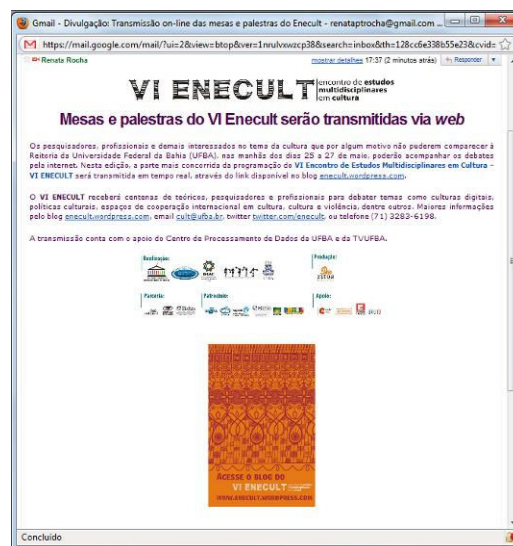 Gmail - Divulgação: Transmissão on-line das mesas e palestras do Enecult - renataptrocha@gmail.com ...
https://mail.google.com/mail/?ui=2&view=btop&ver=1nrulvxwzcp38&search=inbox&th=128cc6e338b55e23&cvid=
Renata Rocha mostrar detalhes 17:37 (2 minutos atrás) Responder
VI ENECULT encontro de estudos
multidisciplinares
em cultura
Mesas e palestras do VI Enecult serão transmitidas via web
Os pesquisadores, profissionais e demais interessados no tema da cultura que por algum motivo não puderem comparecer à
Reitoria da Universidade Federal da Bahia (UFBA), nas manhãs dos dias 25 a 27 de maio, poderão acompanhar os debates
pela internet. Nesta edição, a parte mais concorrida da programação do VI Encontro de Estudos Multidisciplinares em Cultura -
VI ENECULT será transmitida em tempo real, através do link disponível no blog enecult.wordpress.com.
O VI ENECULT receberá centenas de teóricos, pesquisadores e profissionais para debater temas como culturas digitais,
políticas culturais, espaços de cooperação internacional em cultura, cultura e violência, dentre outros. Maiores informações
pelo blog enecult.wordpress.com, email cult@ufba.br, twitter twitter.com/enecult, ou telefone (71) 3283-6198.
A transmissão conta com o apoio do Centro de Processamento de Dados da UFBA e da TVUFBA.
Realização: Produção:
Parceria: Patrocínio: Apoio:
ACESSE O BLOG DO
VI ENECULT
WWW.ENECULT.WORDPRESS.COM
Concluído